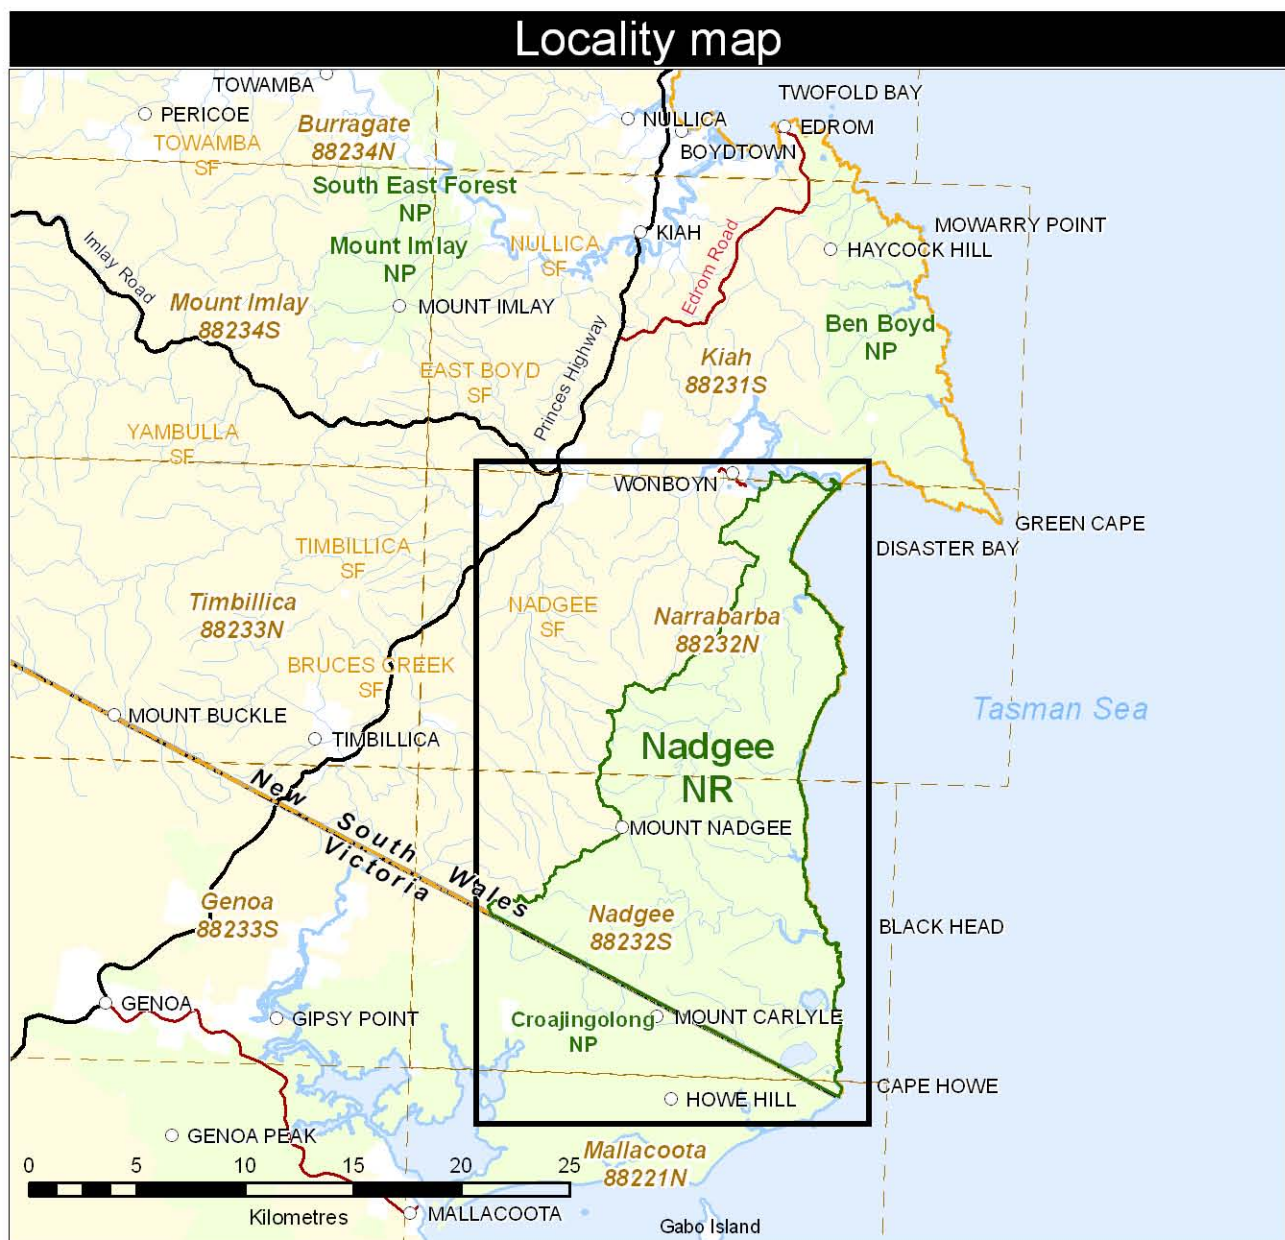 Locality map
TOWAMBA
TWOFOLD BAY
PERICOE
NULLICA
EDROM
Burragate
88234N
TOWAMBA
SF
BOYDTOWN
South East Forest
NP
MOWARRY POINT
KIAH
Mount Imlay
NP
NULLICA
SF
HAYCOCK HILL
Imlay Road
Edrom Road
Mount Imlay
88234S
MOUNT IMLAY
Ben Boyd
NP
Princes Highway
Kiah
88231S
EAST BOYD
SF
YAMBULLA
SF
WONBOYN
GREEN CAPE
TIMBILLICA
SF
DISASTER BAY
Timbillica
88233N
NADGEE
SF
Narrabarba
88232N
BRUCES CREEK
SF
Tasman Sea
MOUNT BUCKLE
TIMBILLICA
Nadgee
NR
New South Wales
Victoria
MOUNT NADGEE
Genoa
88233S
Nadgee
88232S
BLACK HEAD
GENOA
GIPSY POINT
Croajingolong
NP
MOUNT CARLYLE
CAPE HOWE
HOWE HILL
GENOA PEAK
Mallacoota
88221N
0 5 10 15 20 25
Kilometres
MALLACOOTA
Gabo Island